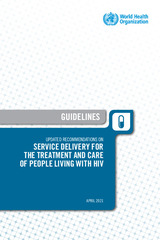 World Health
Organization
GUIDELINES
UPDATED RECOMMENDATIONS ON
SERVICE DELIVERY FOR
THE TREATMENT AND CARE
OF PEOPLE LIVING WITH HIV
APRIL 2021